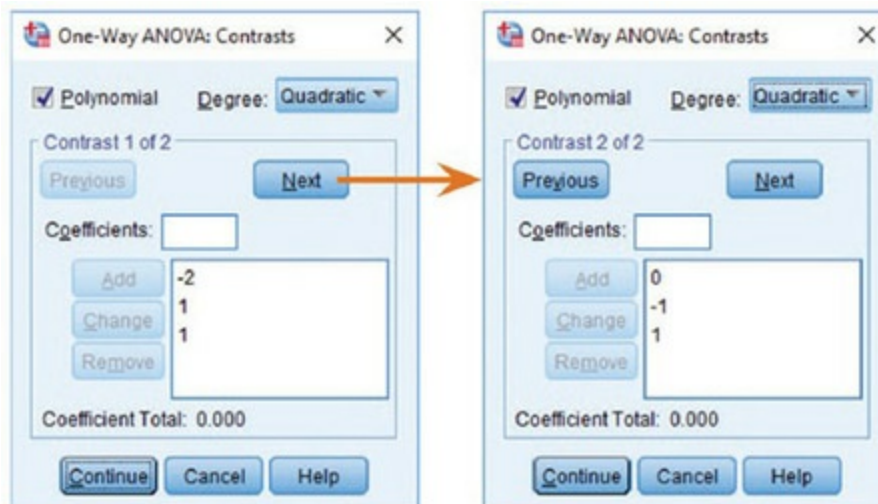 One-Way ANOVA: Contrasts
Polynomial Degree: Quadratic
Contrast 1 of 2
Previous Next
Coefficients:
Add
Change
Remove
-2
1
1
Coefficient Total: 0.000
Continue Cancel Help
One-Way ANOVA: Contrasts
Polynomial Degree: Quadratic
Contrast 2 of 2
Previous Next
Coefficients:
Add
Change
Remove
0
-1
1
Coefficient Total: 0.000
Continue Cancel Help